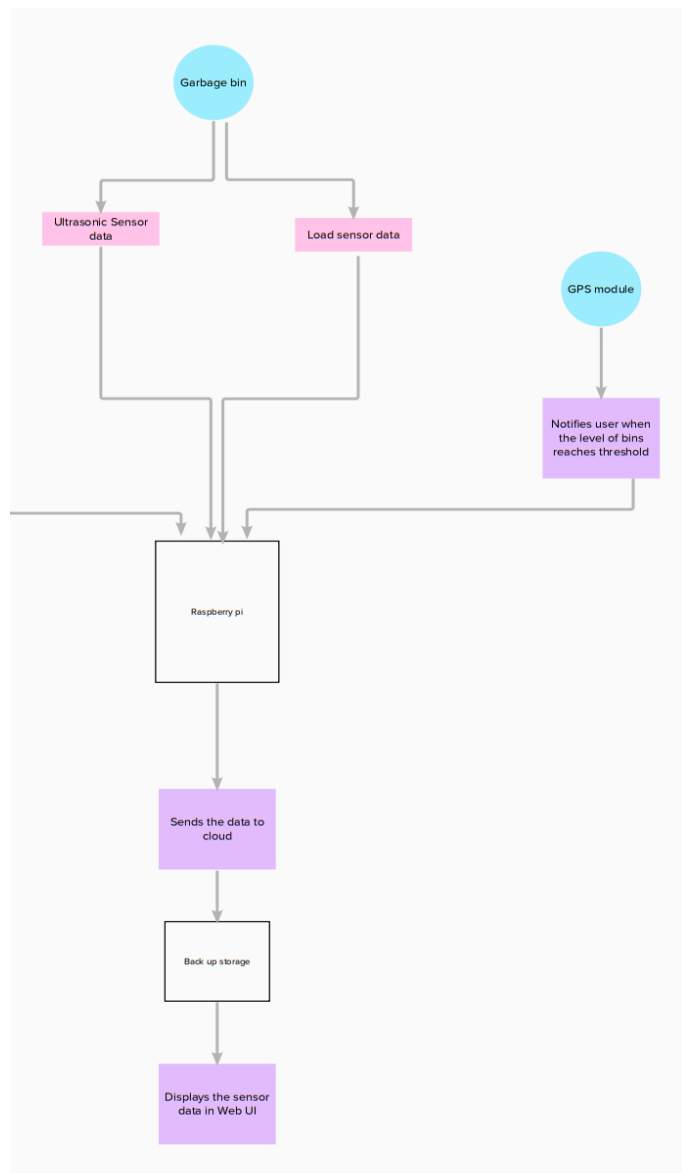 Garbage bin
Ultrasonic Sensor
data
Load sensor data
GPS module
Notifies user when
the level of bins
reaches threshold
Raspberry pi
Sends the data to
cloud
Back up storage
Displays the sensor
data in Web UI